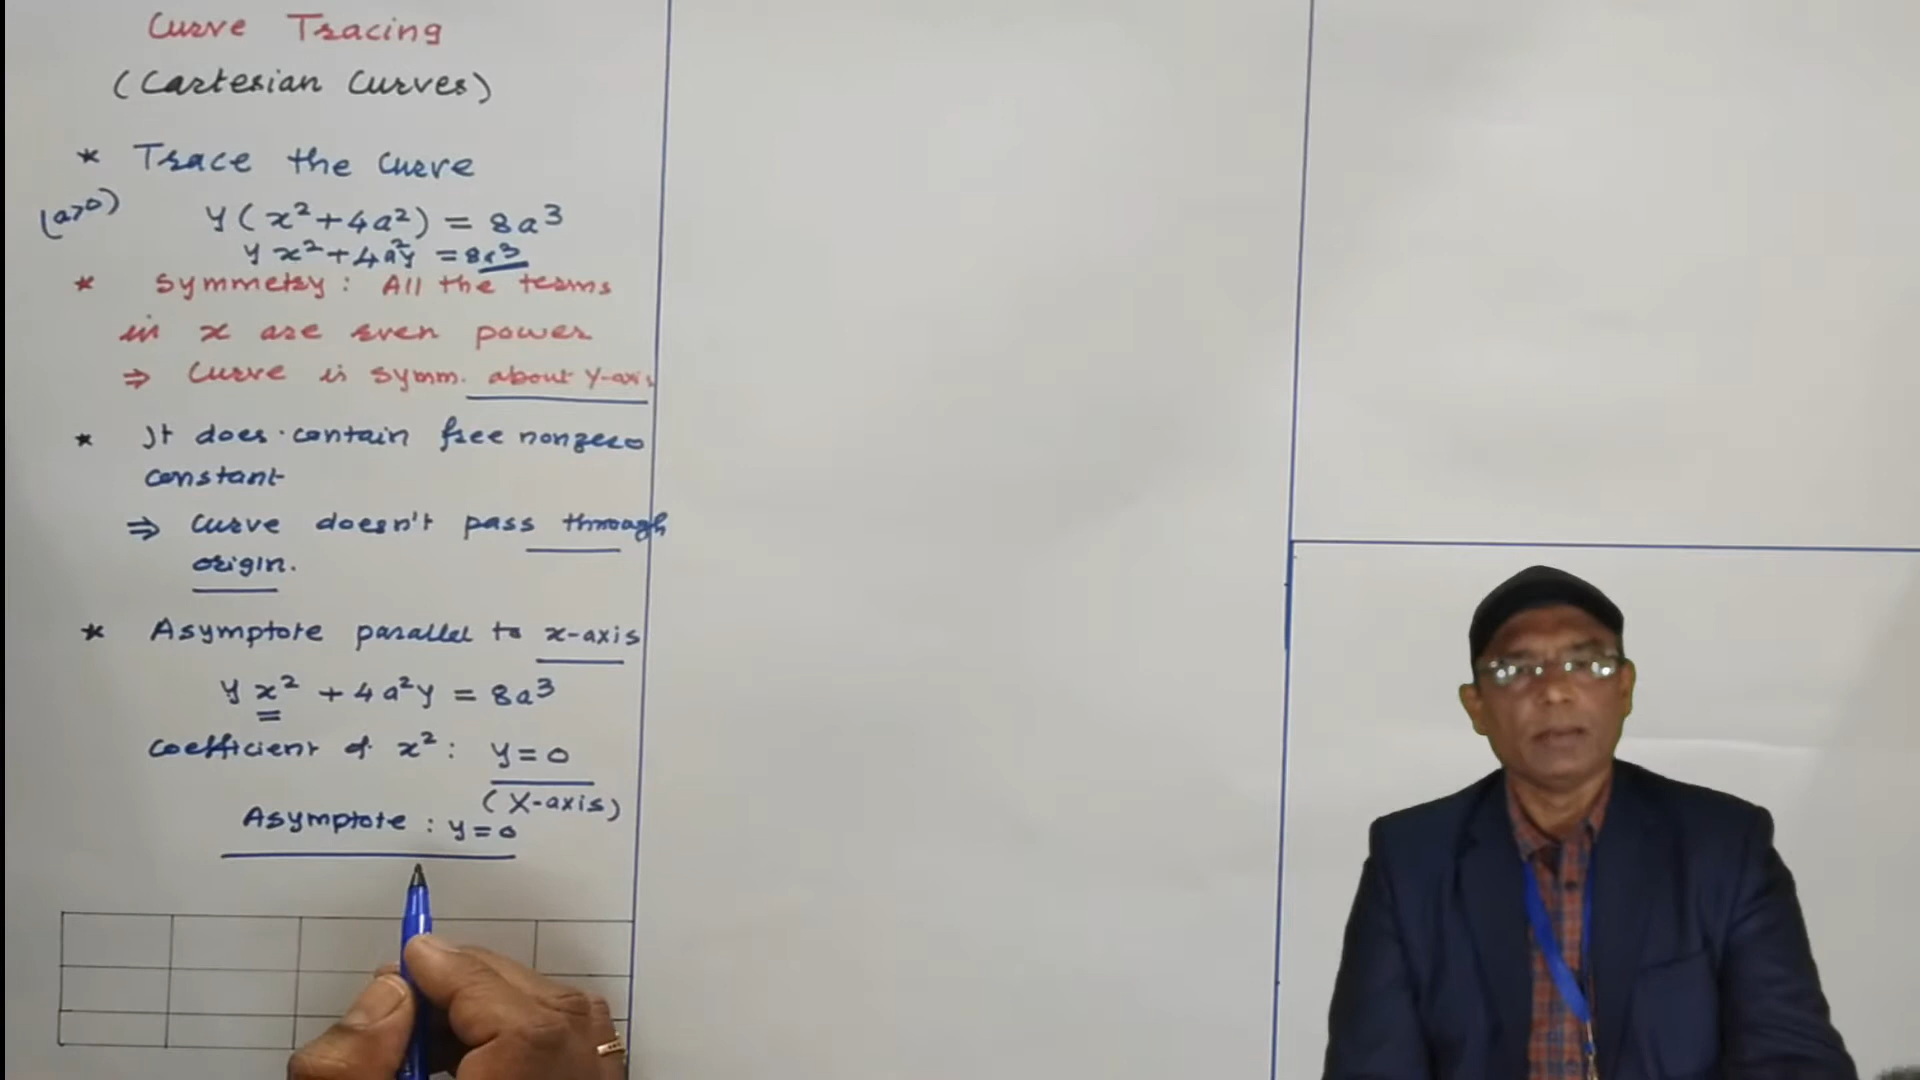 Curve Tracing
(Cartesian Curves)
* Trace the curve
(a>0) y(x²+4a²) = 8a³
yx²+4a²y = 8a³
* Symmetry: All the terms
in x are even power
⇒ Curve is symm. about Y-axis
* It does contain free nonzero
constant
⇒ curve doesn't pass through
origin.
* Asymptote parallel to x-axis
yx² + 4a²y = 8a³
coefficient of x²: y=0
(X-axis)
Asymptote : y=0